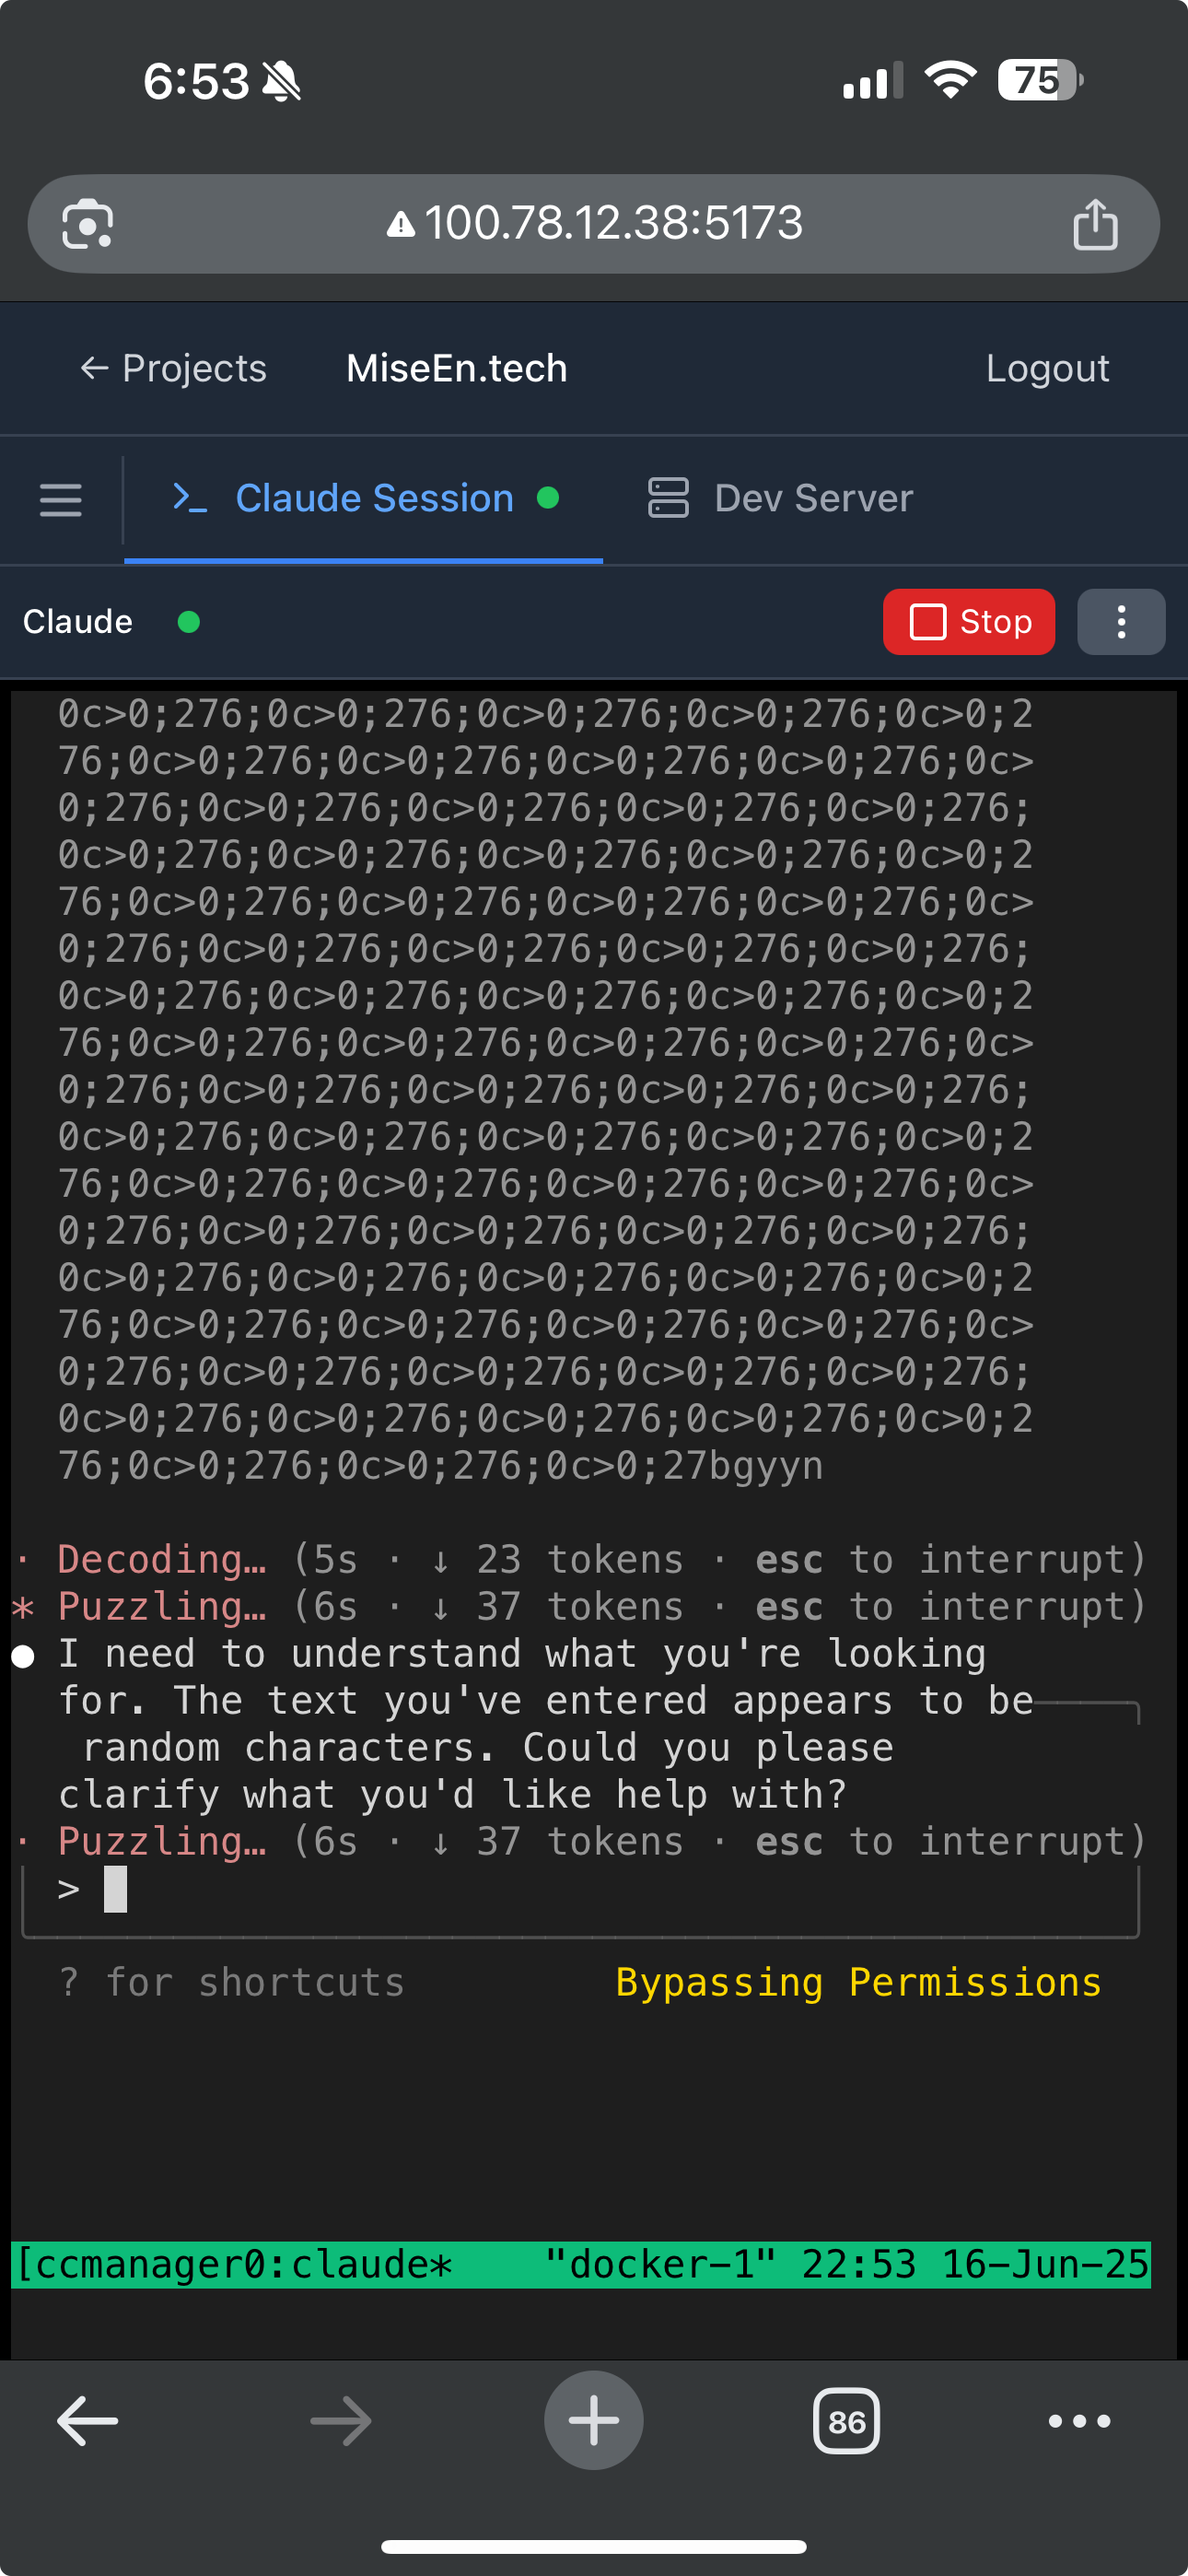 6:53
75
100.78.12.38:5173
← Projects MiseEn.tech Logout
>_ Claude Session Dev Server
Claude Stop
0c>0;276;0c>0;276;0c>0;276;0c>0;276;0c>0;2
76;0c>0;276;0c>0;276;0c>0;276;0c>0;276;0c>
0;276;0c>0;276;0c>0;276;0c>0;276;0c>0;276;
0c>0;276;0c>0;276;0c>0;276;0c>0;276;0c>0;2
76;0c>0;276;0c>0;276;0c>0;276;0c>0;276;0c>
0;276;0c>0;276;0c>0;276;0c>0;276;0c>0;276;
0c>0;276;0c>0;276;0c>0;276;0c>0;276;0c>0;2
76;0c>0;276;0c>0;276;0c>0;276;0c>0;276;0c>
0;276;0c>0;276;0c>0;276;0c>0;276;0c>0;276;
0c>0;276;0c>0;276;0c>0;276;0c>0;276;0c>0;2
76;0c>0;276;0c>0;276;0c>0;276;0c>0;276;0c>
0;276;0c>0;276;0c>0;276;0c>0;276;0c>0;276;
0c>0;276;0c>0;276;0c>0;276;0c>0;276;0c>0;2
76;0c>0;276;0c>0;276;0c>0;276;0c>0;276;0c>
0;276;0c>0;276;0c>0;276;0c>0;276;0c>0;276;
0c>0;276;0c>0;276;0c>0;276;0c>0;276;0c>0;2
76;0c>0;276;0c>0;276;0c>0;27bgyyn
· Decoding… (5s · ↓ 23 tokens · esc to interrupt)
* Puzzling… (6s · ↓ 37 tokens · esc to interrupt)
● I need to understand what you're looking
for. The text you've entered appears to be
random characters. Could you please
clarify what you'd like help with?
· Puzzling… (6s · ↓ 37 tokens · esc to interrupt)
>
? for shortcuts Bypassing Permissions
[ccmanager0:claude* "docker-1" 22:53 16-Jun-25
86